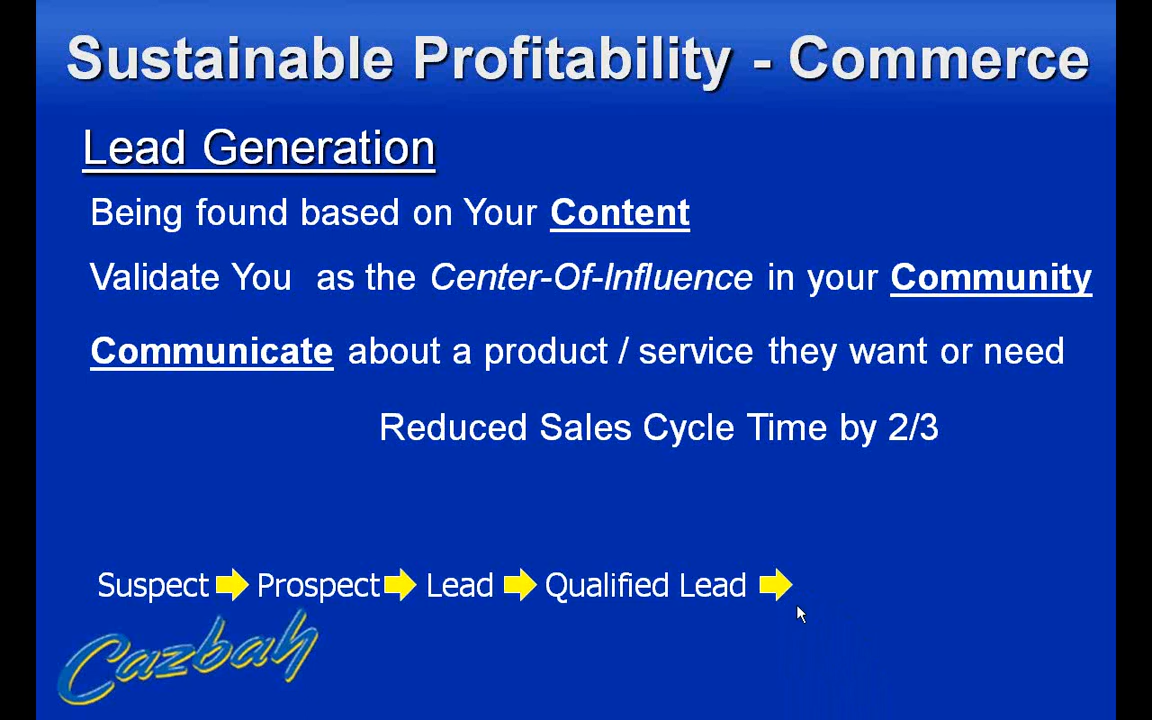 Sustainable Profitability - Commerce
Lead Generation
Being found based on Your Content
Validate You as the Center-Of-Influence in your Community
Communicate about a product / service they want or need
Reduced Sales Cycle Time by 2/3
Suspect Prospect Lead Qualified Lead
Cazbah